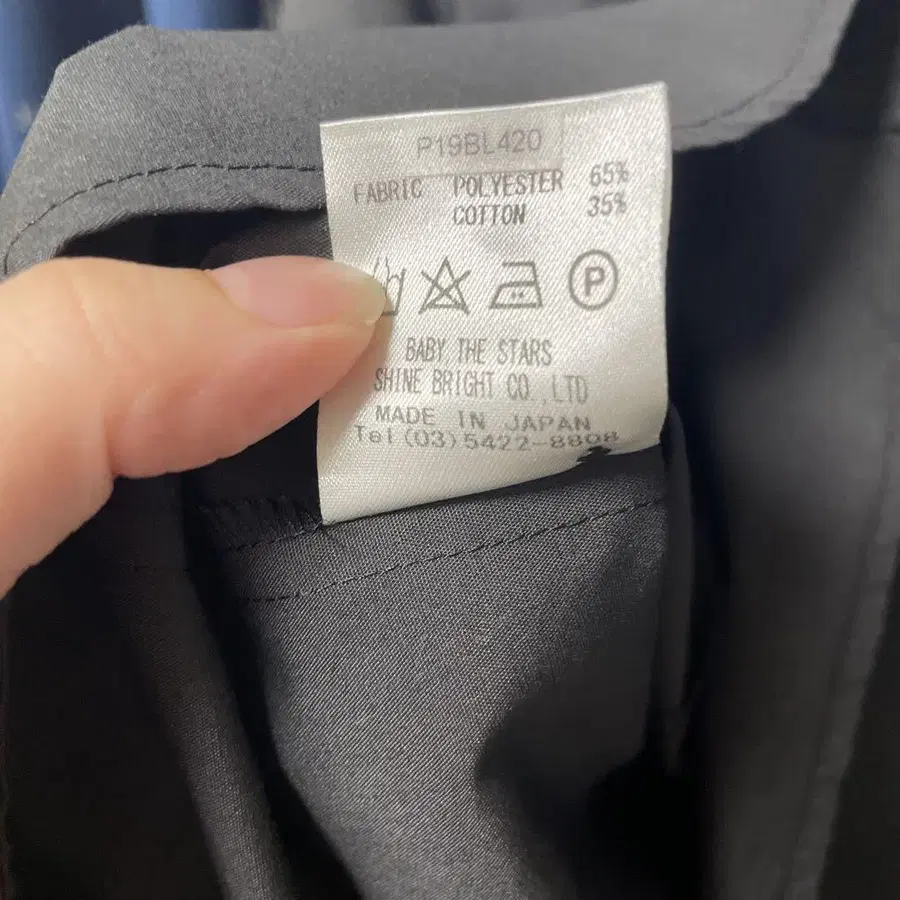 P19BL420
FABRIC POLYESTER 65%
COTTON 35%
P
BABY THE STARS
SHINE BRIGHT CO.,LTD
MADE IN JAPAN
Tel (03)5422-8808